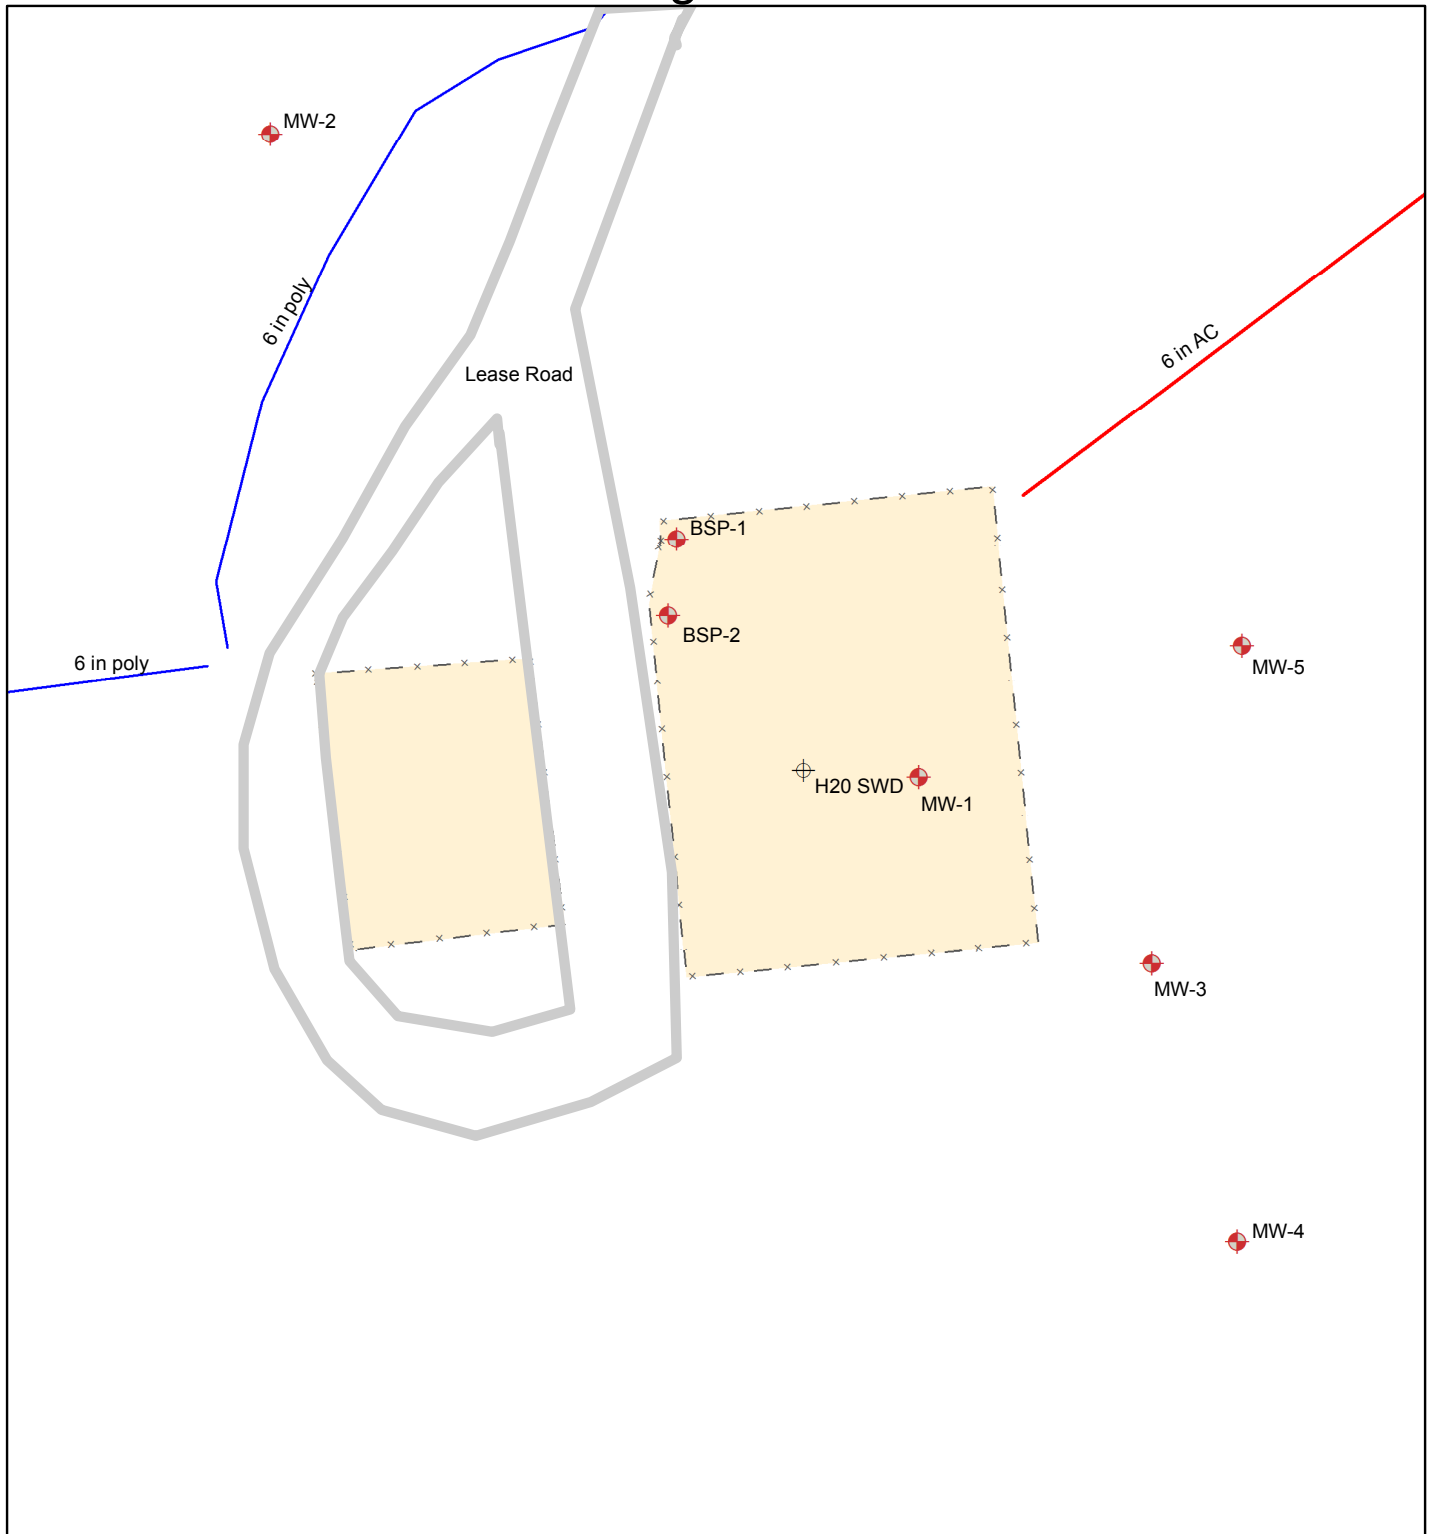 MW-2
6 in poly
6 in AC
Lease Road
BSP-1
BSP-2
6 in poly
MW-5
H20 SWD
MW-1
MW-3
MW-4